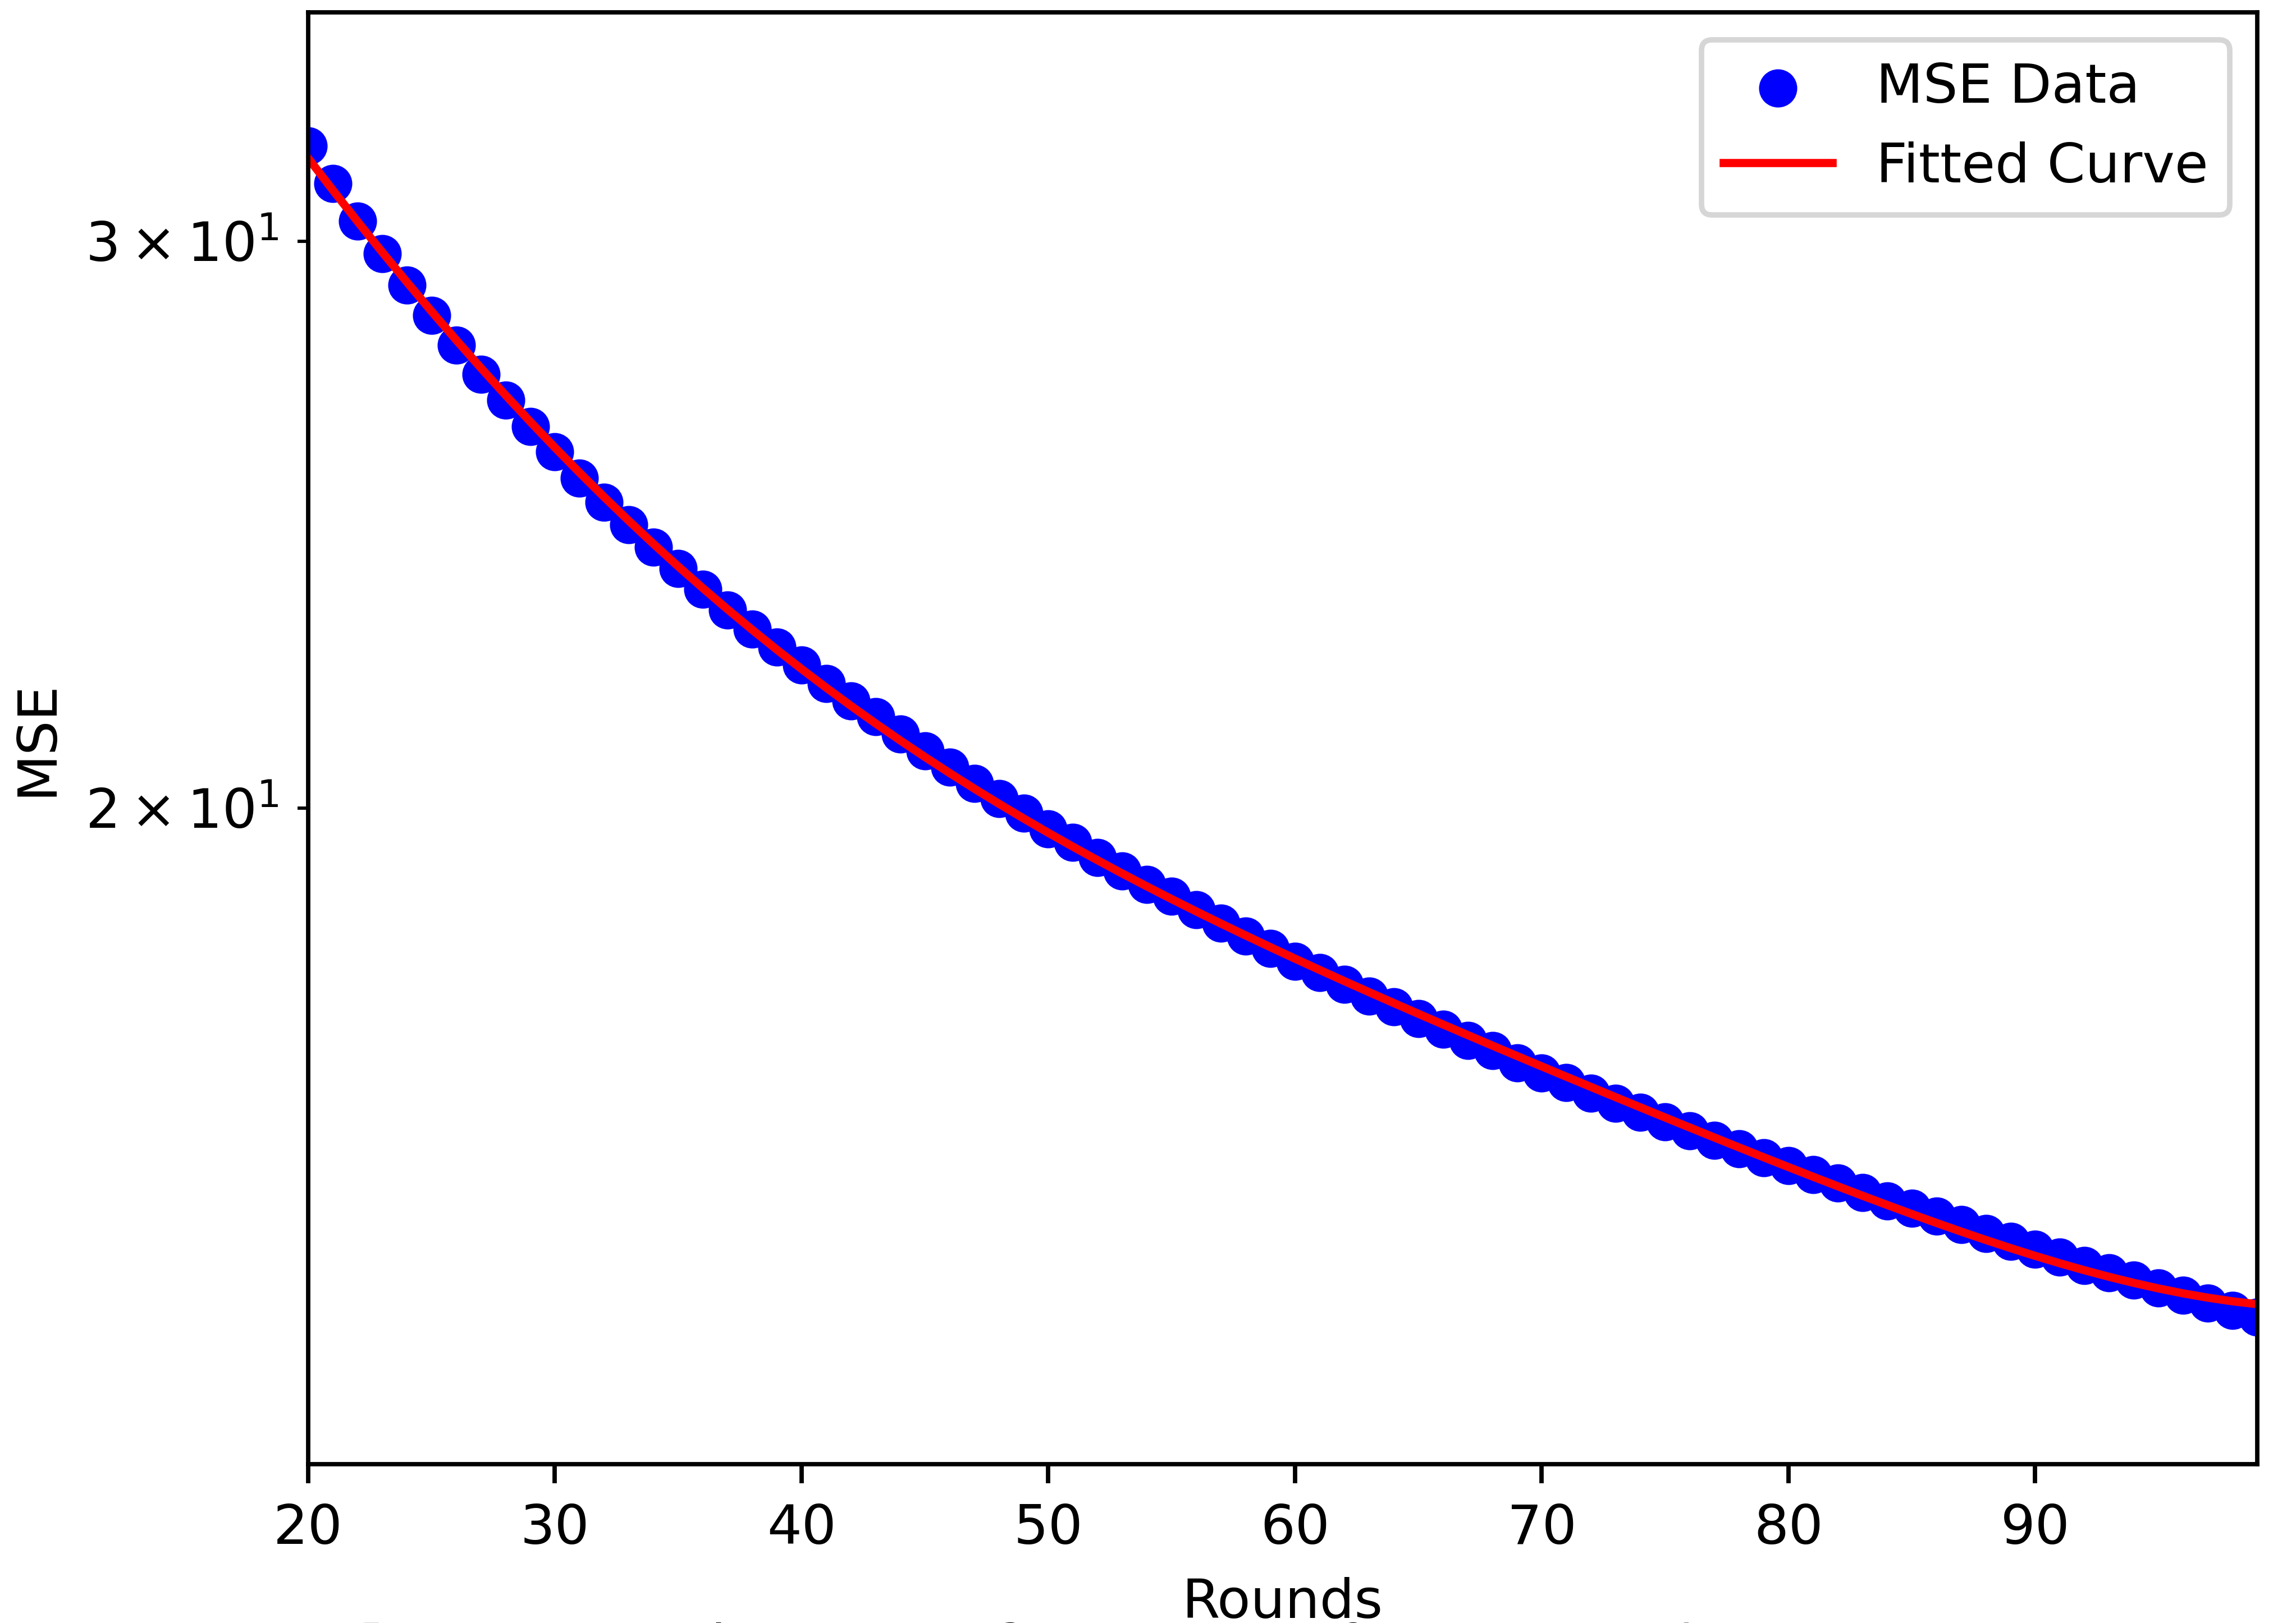 MSE Data
Fitted Curve
3 × 10¹
2 × 10¹
MSE
20 30 40 50 60 70 80 90
Rounds